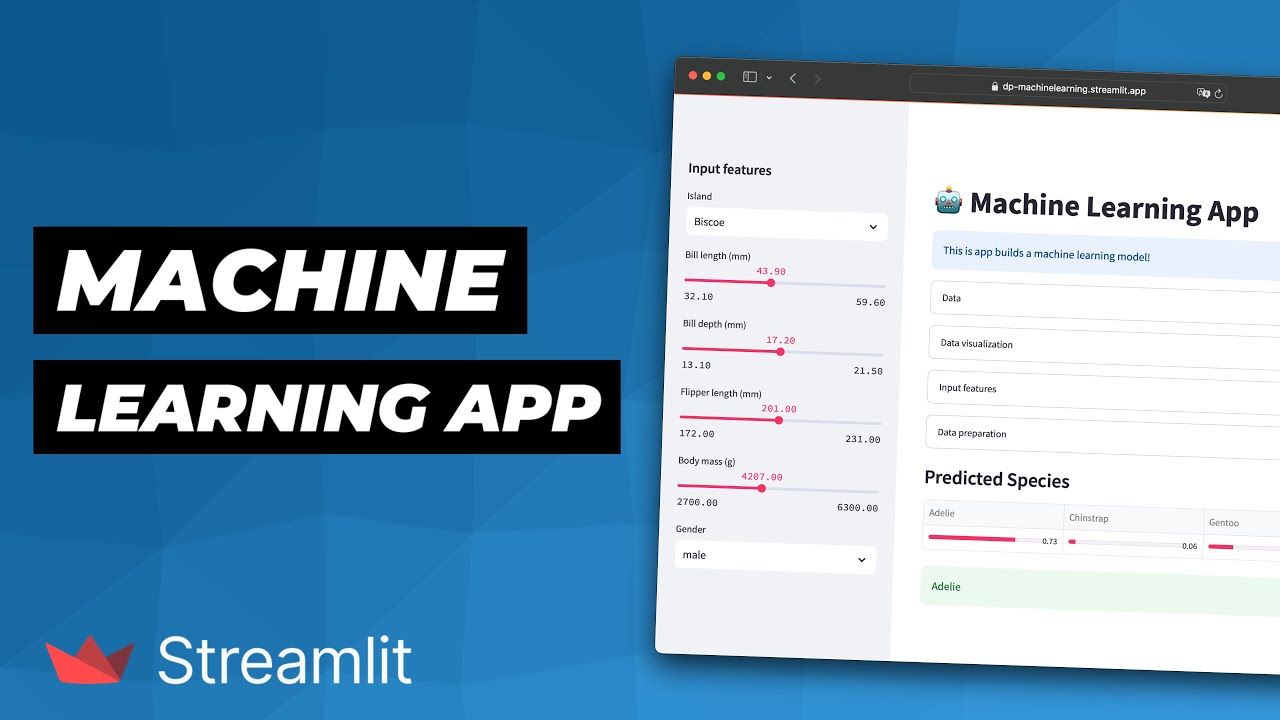 MACHINE
LEARNING APP
Streamlit
dp-machinelearning.streamlit.app
Input features
Island
Biscoe
Bill length (mm)
43.90
32.10 59.60
Bill depth (mm)
17.20
13.10 21.50
Flipper length (mm)
201.00
172.00 231.00
Body mass (g)
4207.00
2700.00 6300.00
Gender
male
Machine Learning App
This is app builds a machine learning model!
Data
Data visualization
Input features
Data preparation
Predicted Species
Adelie Chinstrap Gentoo
0.73 0.06
Adelie